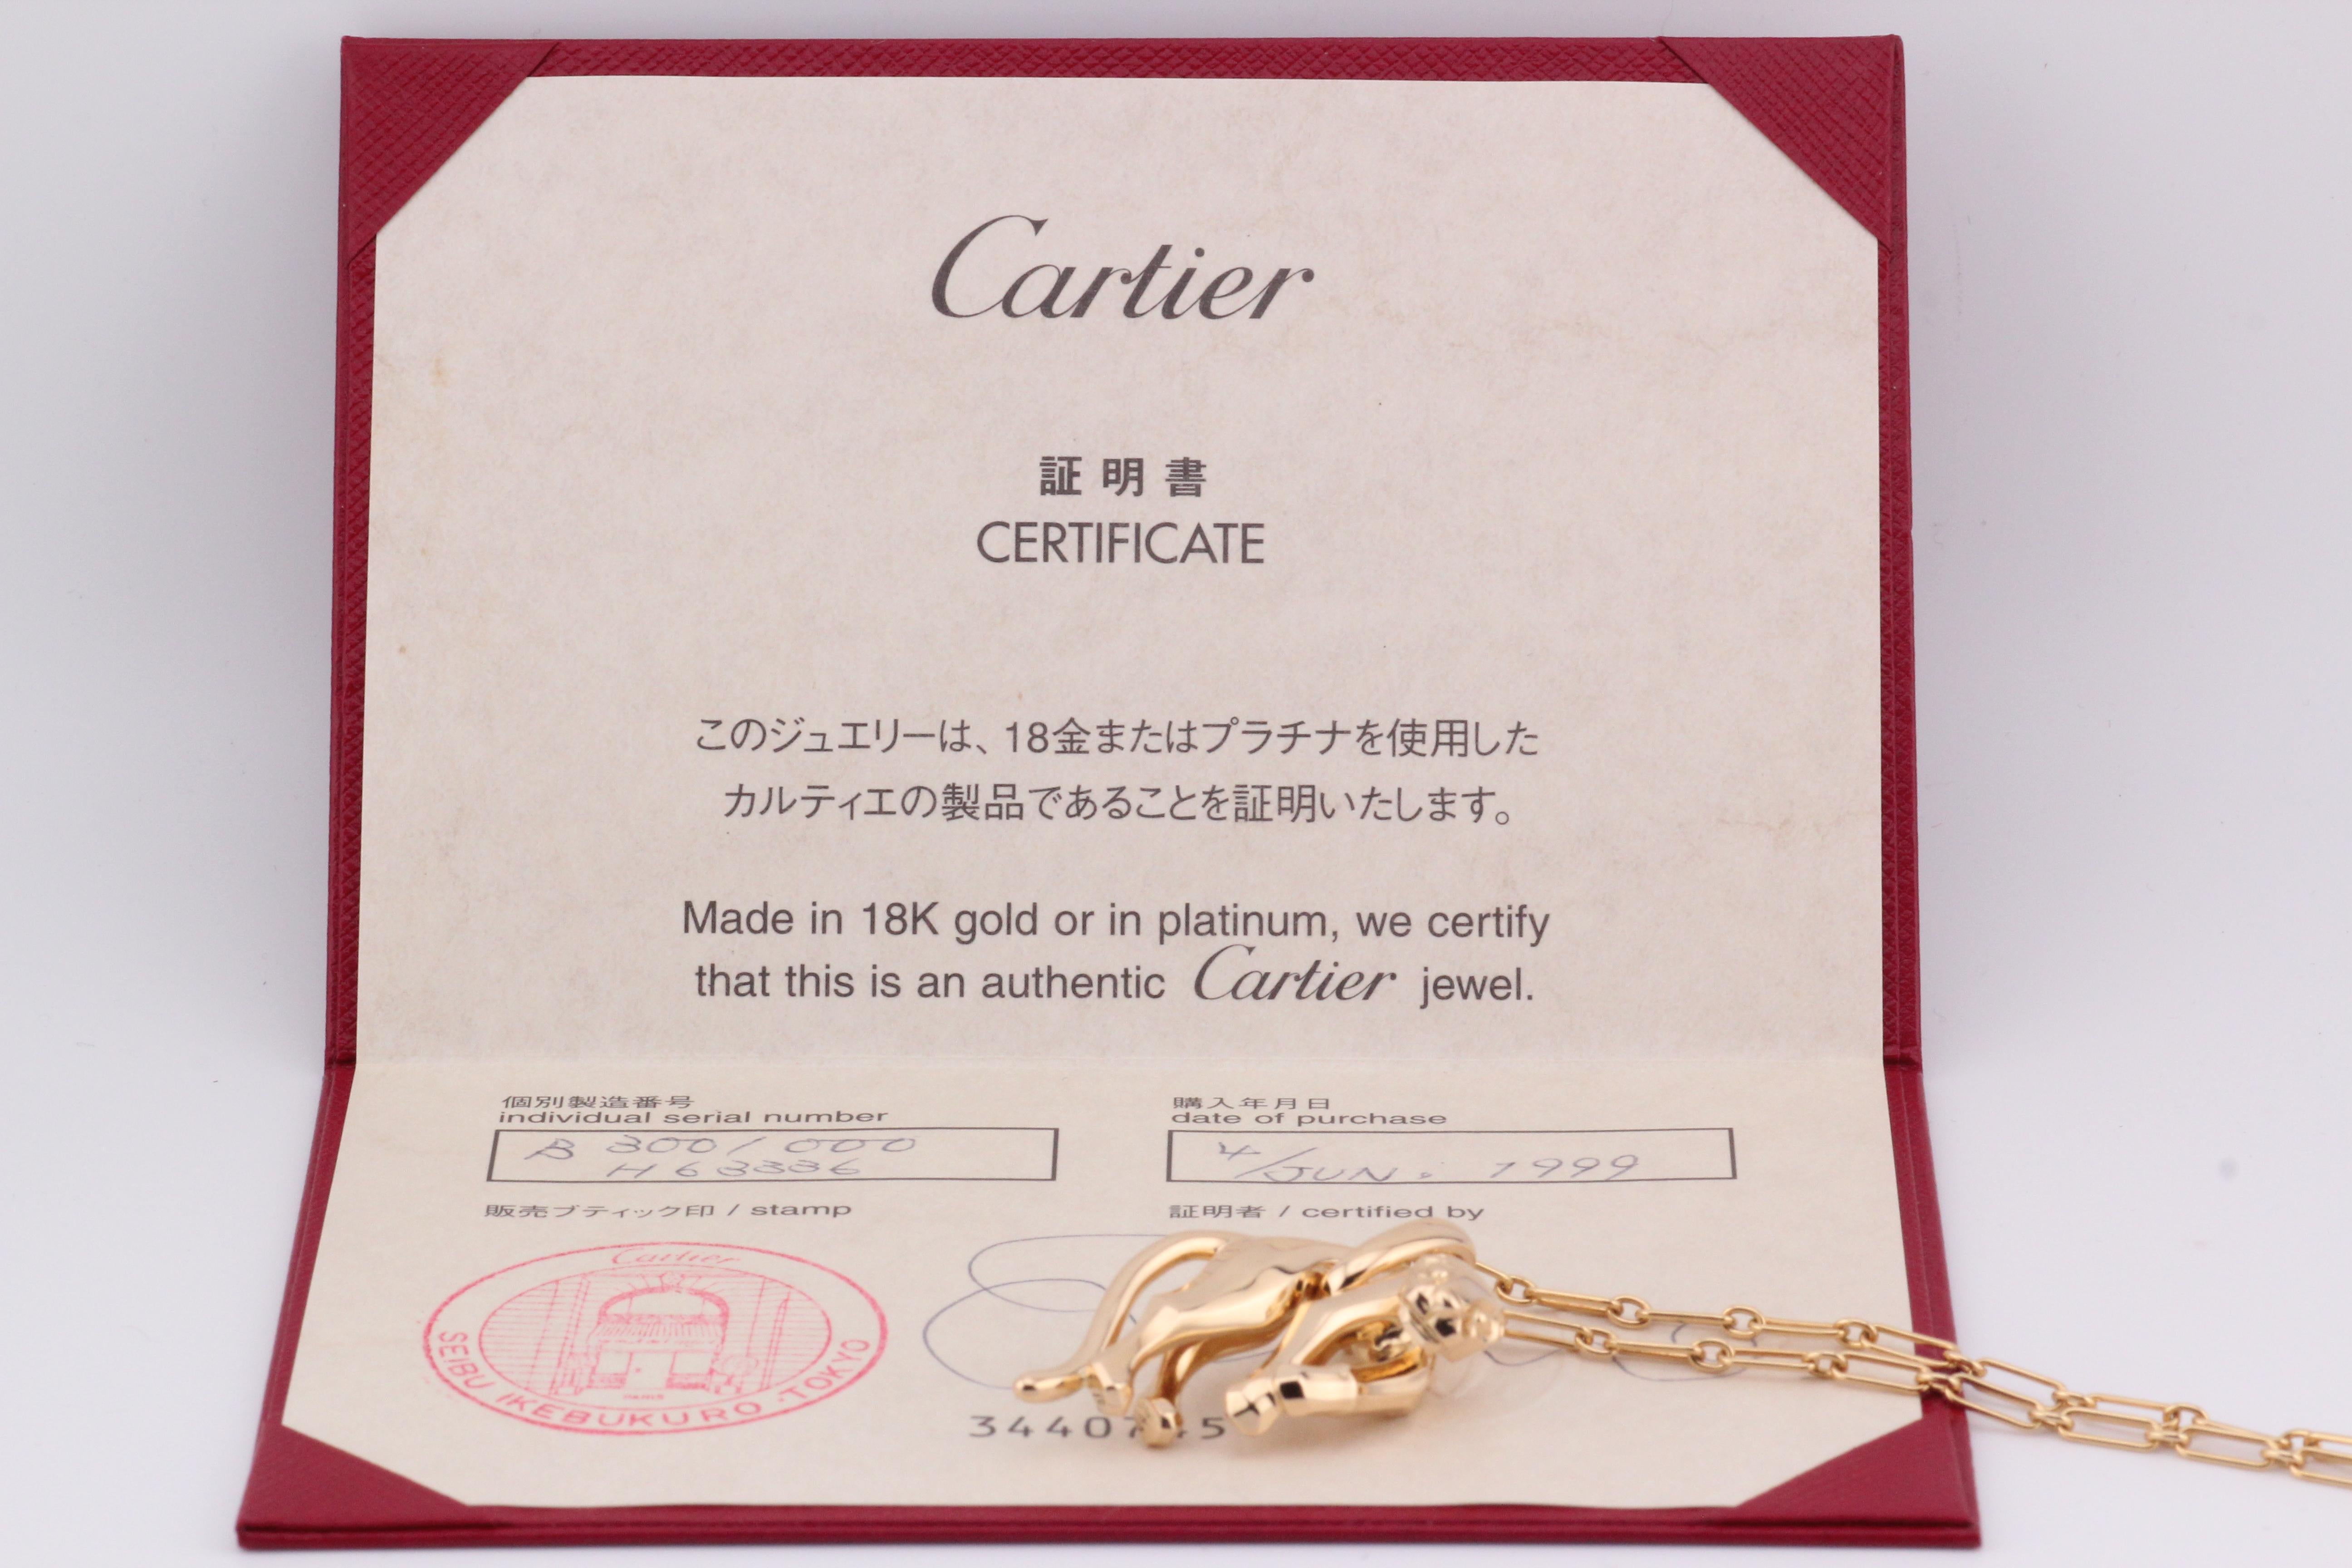 Cartier
証明書
CERTIFICATE
このジュエリーは、18金またはプラチナを使用した
カルティエの製品であることを証明いたします。
Made in 18K gold or in platinum, we certify
that this is an authentic Cartier jewel.
個別製造番号
individual serial number
B 300/000
H63336
購入年月日
date of purchase
4/JUN. 1999
販売ブティック印 / stamp
証明者 / certified by
Cartier
PARIS
SEIBU IKEBUKURO · TOKYO